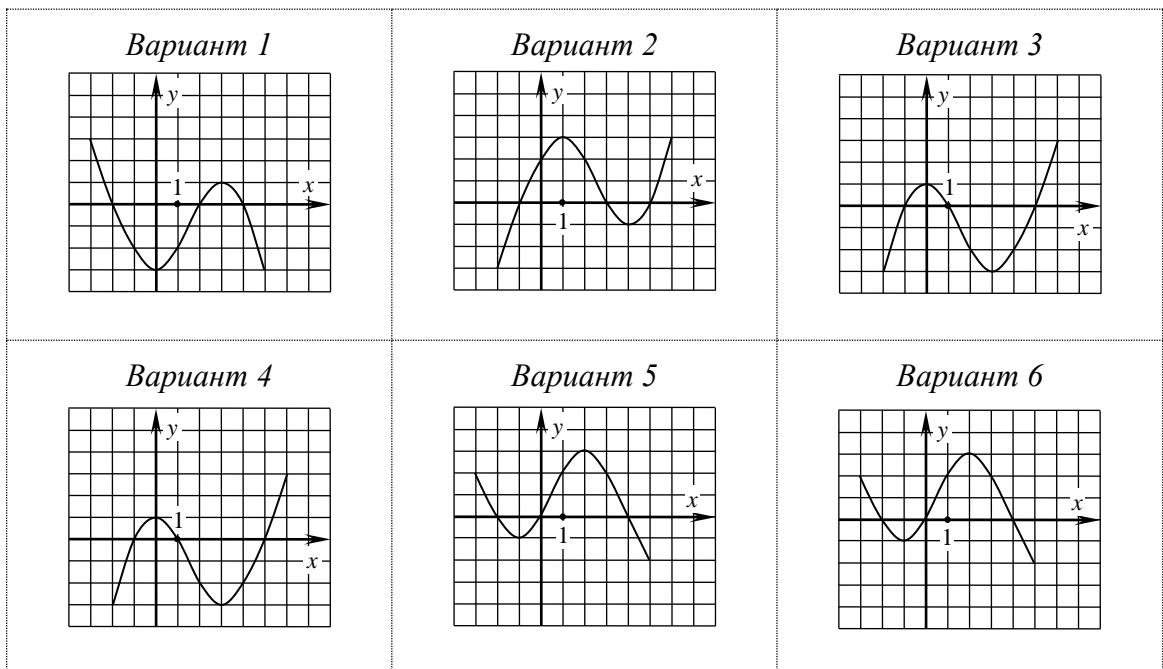 Вариант 1
y
1
x
Вариант 2
y
x
1
Вариант 3
y
1
x
Вариант 4
y
1
x
Вариант 5
y
x
1
Вариант 6
y
x
1